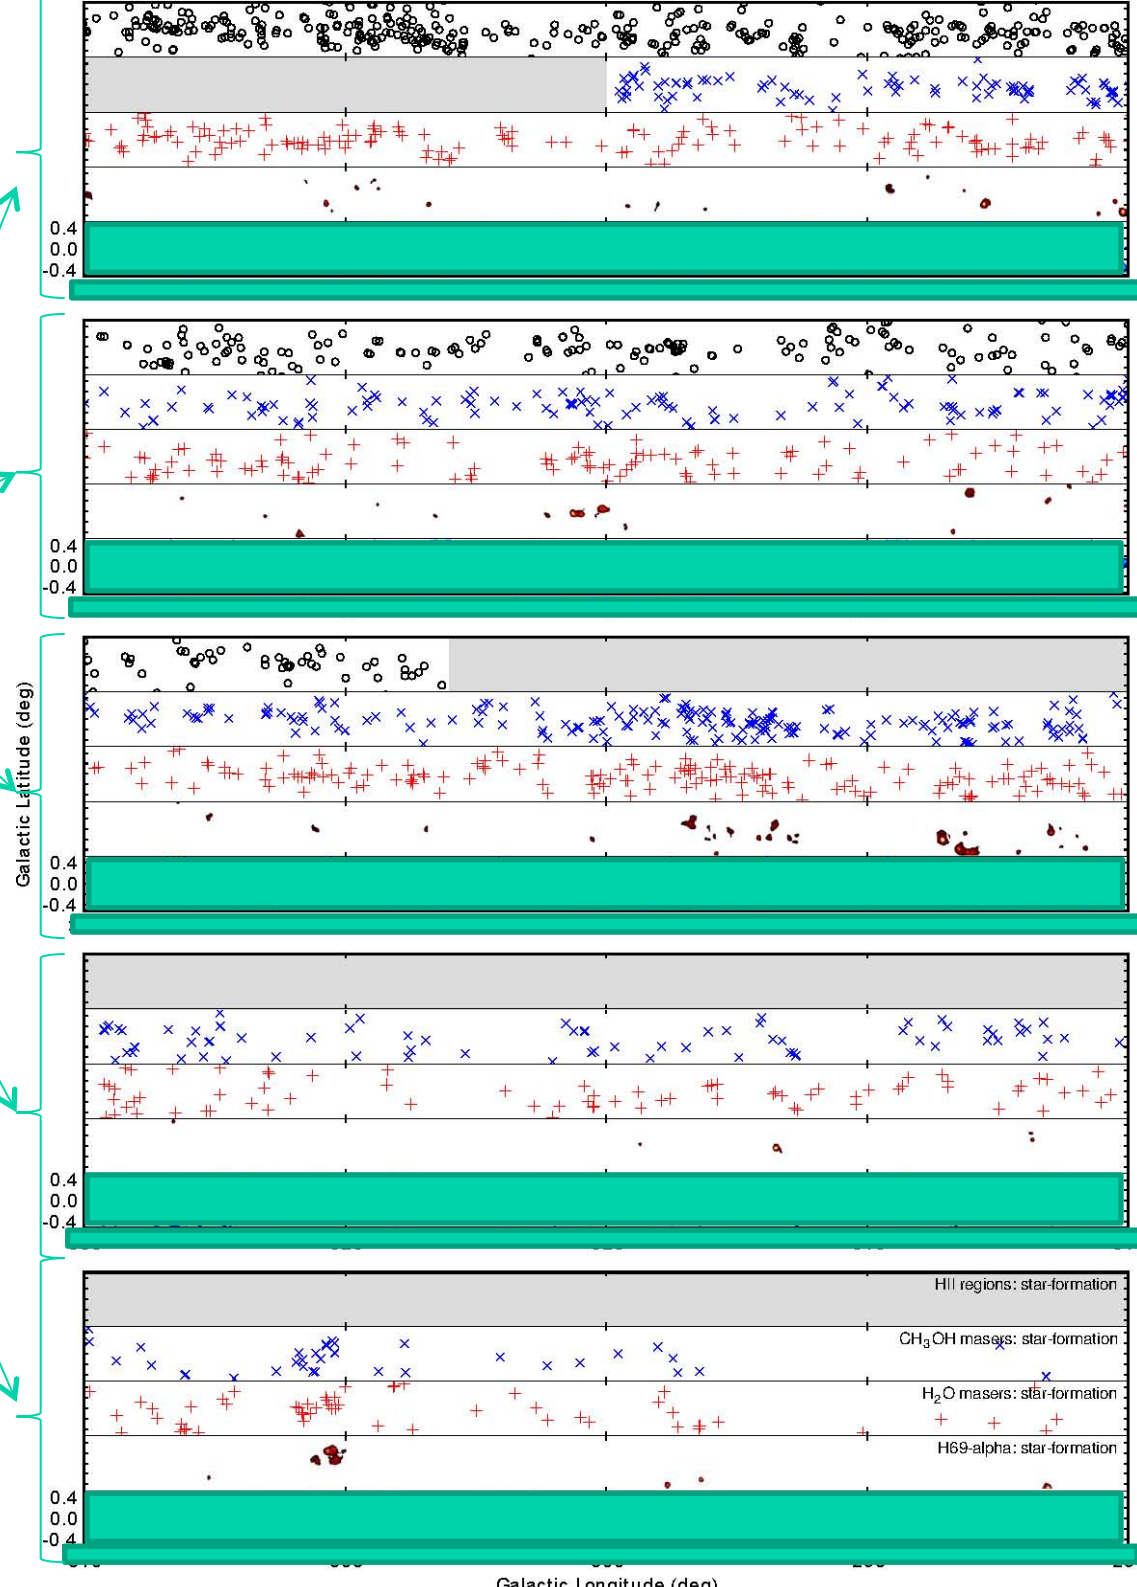 0.4
0.0
-0.4
0.4
0.0
-0.4
Galactic Latitude (deg)
0.4
0.0
-0.4
0.4
0.0
-0.4
HII regions: star-formation
CH₃OH masers: star-formation
H₂O masers: star-formation
H69-alpha: star-formation
0.4
0.0
-0.4
Galactic Longitude (deg)